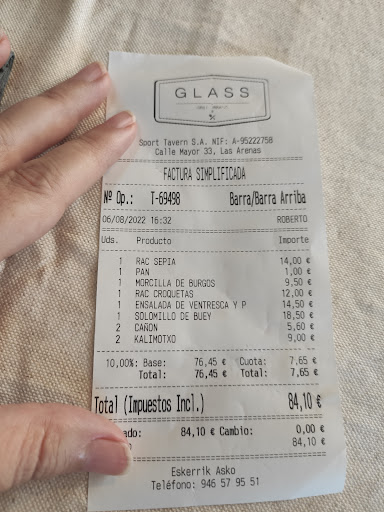 GLASS
Sport Tavern S.A. NIF: A-95222758
Calle Mayor 33, Las Arenas
FACTURA SIMPLIFICADA
Nº Op.: T-69498 Barra/Barra Arriba
06/08/2022 16:32 ROBERTO
Uds. Producto Importe
1 RAC SEPIA 14,00 €
1 PAN 1,00 €
1 MORCILLA DE BURGOS 9,50 €
1 RAC CROQUETAS 12,00 €
1 ENSALADA DE VENTRESCA Y P 14,50 €
1 SOLOMILLO DE BUEY 18,50 €
2 CAÑON 5,60 €
2 KALIMOTXO 9,00 €
10,00%: Base: 76,45 € Cuota: 7,65 €
Total: 76,45 € Total: 7,65 €
Total (Impuestos Incl.) 84,10 €
ado: 84,10 € Cambio: 0,00 €
84,10 €
Eskerrik Asko
Teléfono: 946 57 95 51